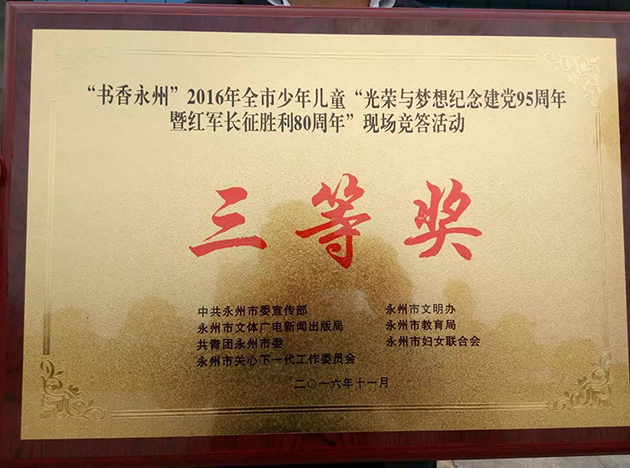 “书香永州”2016年全市少年儿童“光荣与梦想纪念建党95周年
暨红军长征胜利80周年”现场竞答活动
三等奖
中共永州市委宣传部 永州市文明办
永州市文体广电新闻出版局 永州市教育局
共青团永州市委 永州市妇女联合会
永州市关心下一代工作委员会
二〇一六年十一月